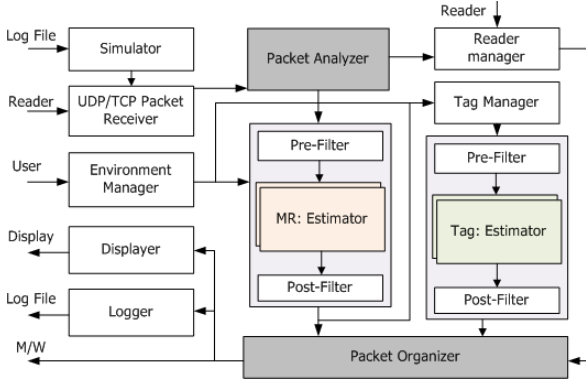 Reader
Log File
Simulator
Packet Analyzer
Reader
manager
Reader
UDP/TCP Packet
Receiver
Tag Manager
User
Environment
Manager
Pre-Filter
Pre-Filter
MR: Estimator
Tag: Estimator
Display
Displayer
Post-Filter
Post-Filter
Log File
Logger
M/W
Packet Organizer